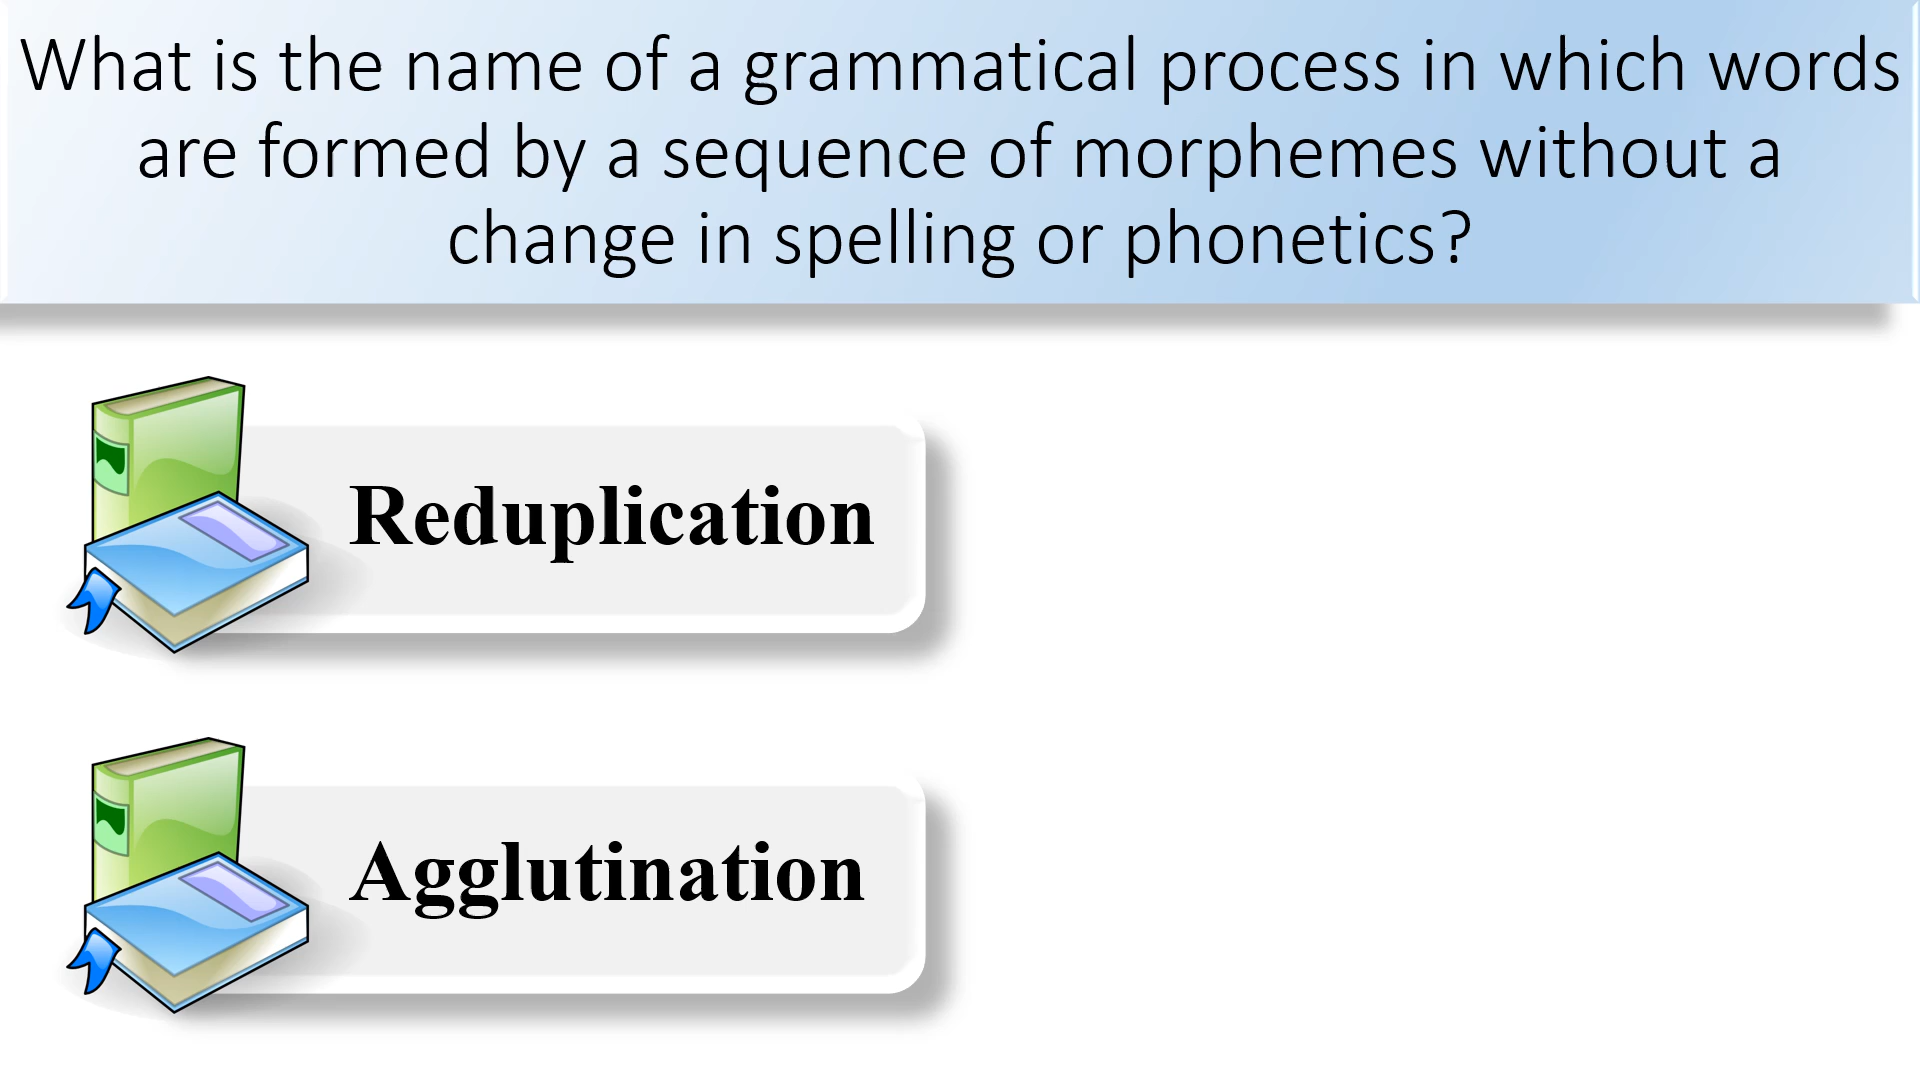 What is the name of a grammatical process in which words
are formed by a sequence of morphemes without a
change in spelling or phonetics?
Reduplication
Agglutination